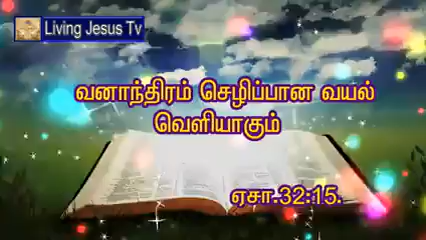 Living Jesus Tv
வனாந்திரம் செழிப்பான வயல்
வெளியாகும்
ஏசா.32:15.